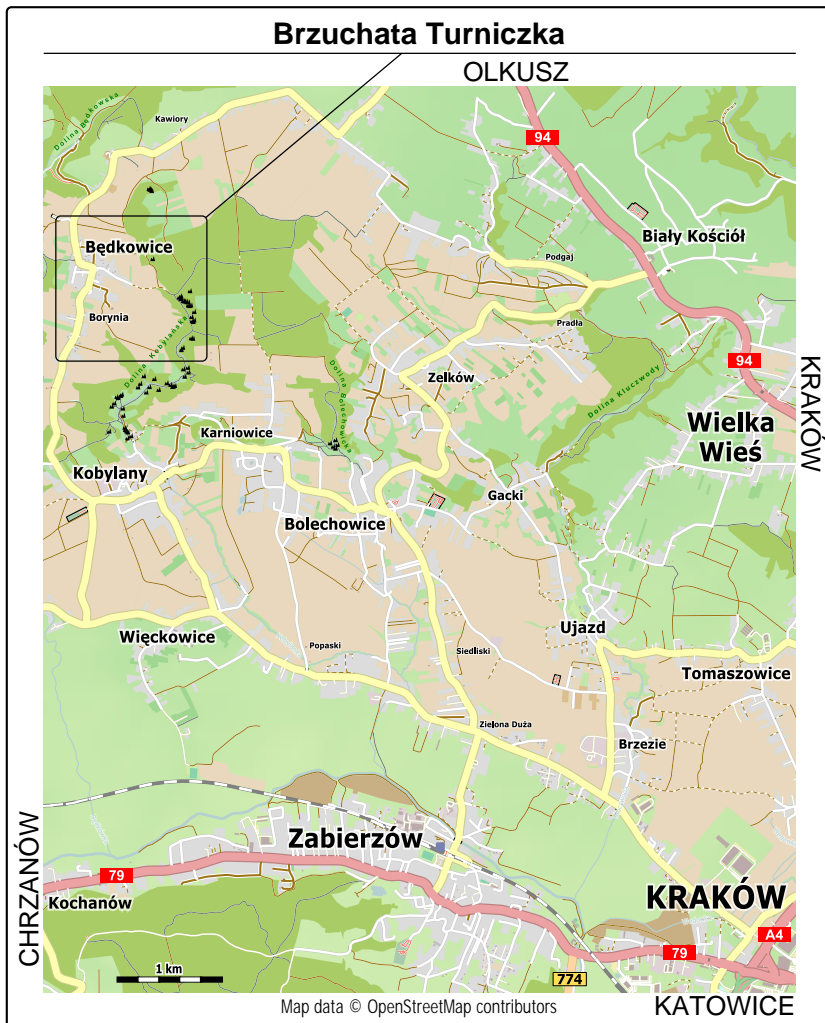 Brzuchata Turniczka
OLKUSZ
Kawiory
Dolina Będkowska
94
Biały Kościół
Będkowice
Podgaj
Borynia
Pradła
Dolina Kobylańska
94
KRAKÓW
Zelków
Dolina Bolechowicka
Dolina Kluczwody
Wielka
Wieś
Karniowice
Kobylany
Gacki
Bolechowice
Więckowice
Ujazd
Popaski
Siedliski
Tomaszowice
Zielona Duża
Brzezie
Zabierzów
CHRZANÓW
79
Kochanów
KRAKÓW
A4
79
774
1 km
Map data © OpenStreetMap contributors
KATOWICE